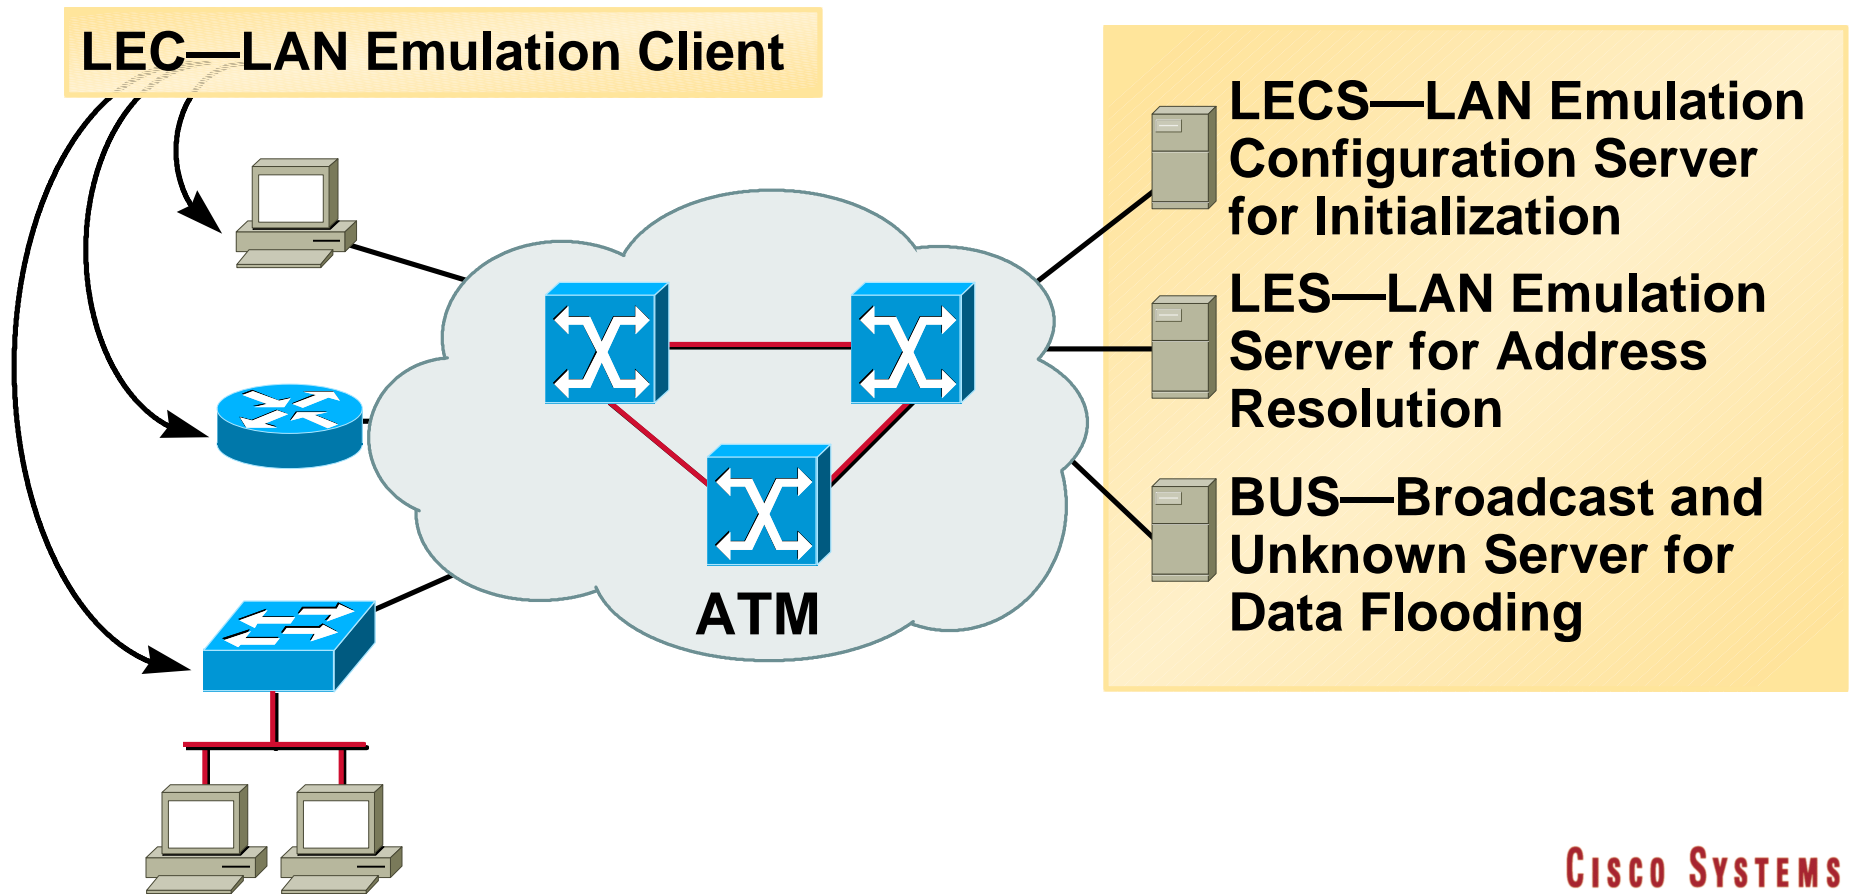 LEC—LAN Emulation Client
LECS—LAN Emulation
Configuration Server
for Initialization
LES—LAN Emulation
Server for Address
Resolution
BUS—Broadcast and
Unknown Server for
Data Flooding
ATM
CISCO SYSTEMS